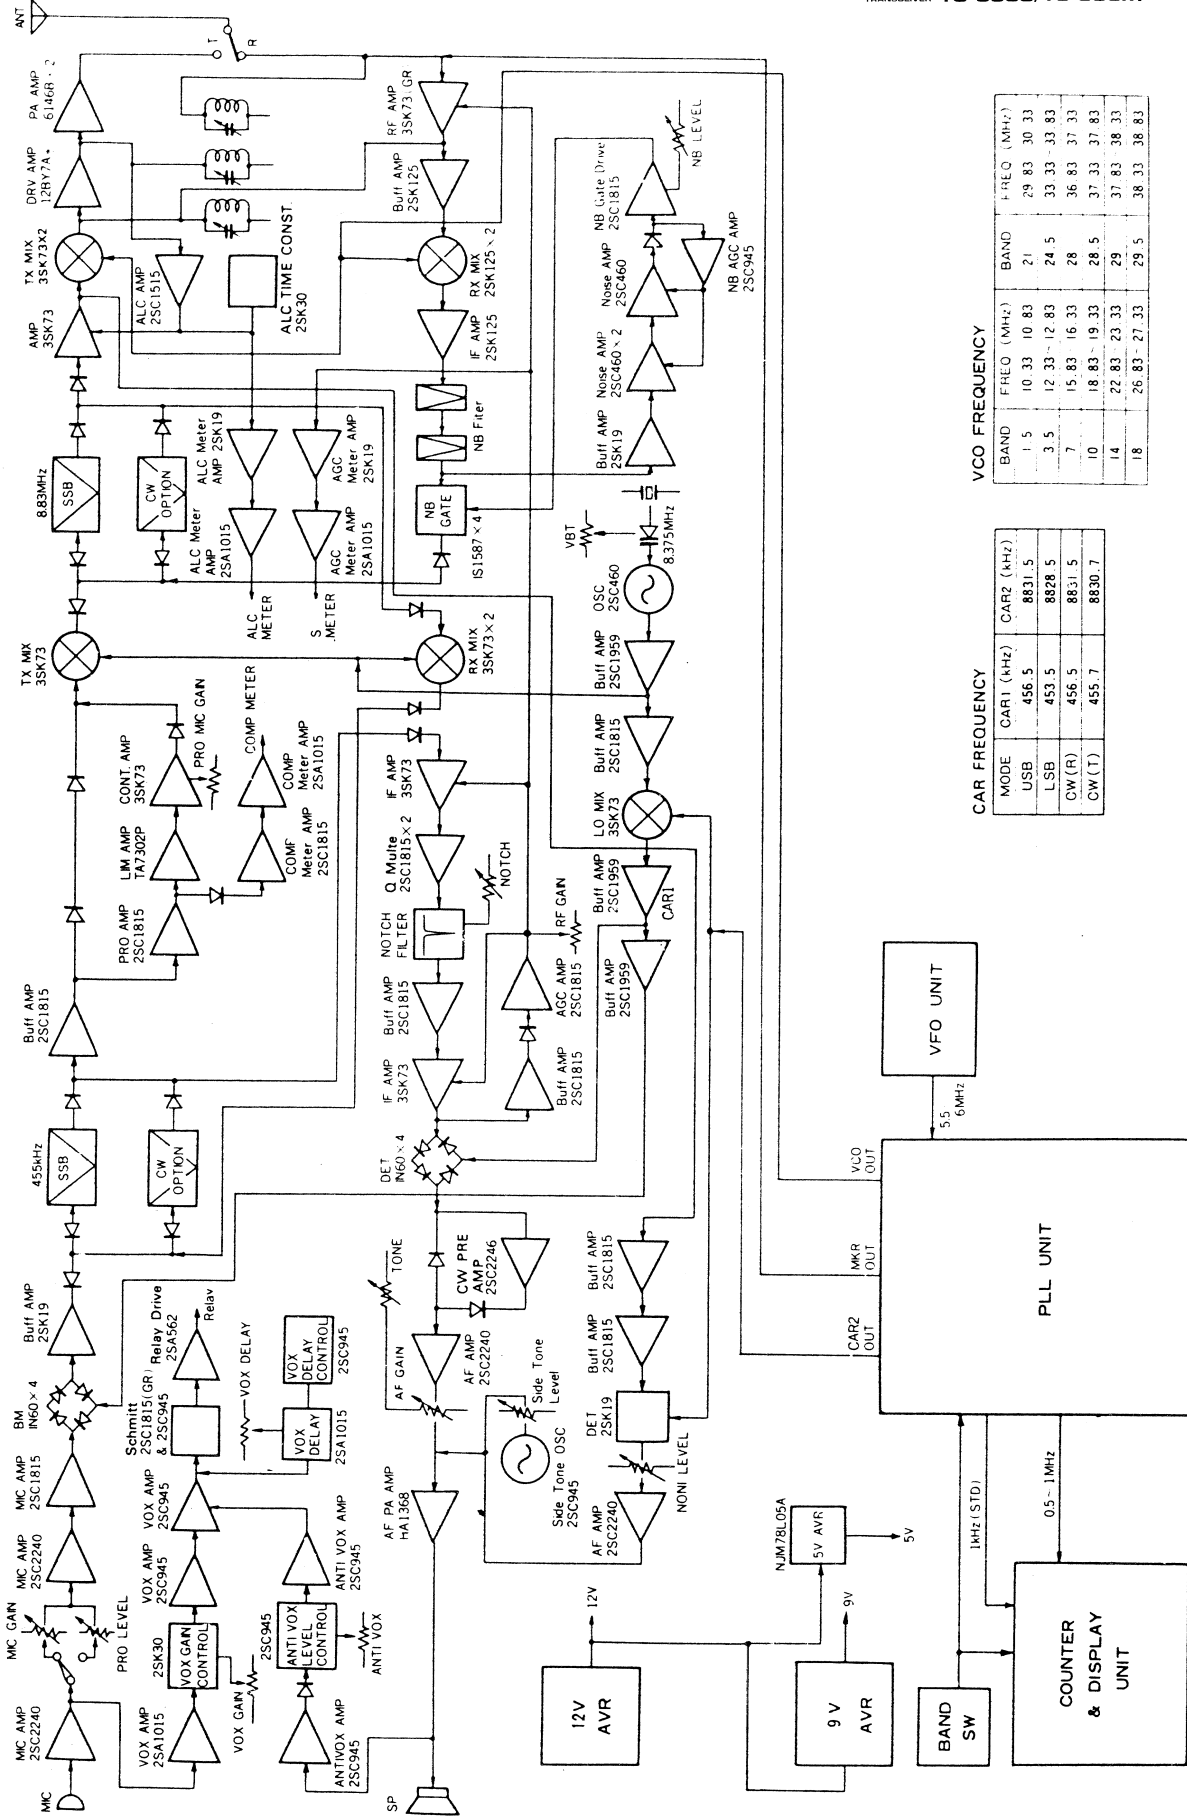 ANT
T
R
PA AMP
6146B · 2
DRV AMP
12BY7A
TX MIX
3SK73X2
AMP
3SK73
ALC AMP
2SC1515
ALC TIME CONST.
2SK30
8.83MHz
SSB
CW
OPTION
ALC Meter
AMP 2SK19
ALC Meter
AMP
2SA1015
ALC
METER
AGC
Meter AMP
2SK19
AGC
Meter AMP
2SA1015
S
METER
RF AMP
3SK73.GR
Buff AMP
2SK125
RX MIX
2SK125 × 2
IF AMP
2SK125
NB Fiter
NB
GATE
IS1587 × 4
NB LEVEL
NB Gate Drive
2SC1815
NB AGC AMP
2SC945
Noise AMP
2SC460
Noise AMP
2SC460 × 2
Buff AMP
2SK19
8.375MHz
VBT
OSC
2SC460
Buff AMP
2SC1959
Buff AMP
2SC1815
LO MIX
3SK73
Buff AMP
2SC1959
CAR1
Buff AMP
2SC1959
TX MIX
3SK73
RX MIX
3SK73 × 2
CONT. AMP
3SK73
PRO MIC GAIN
LIM AMP
TA7302P
PRO AMP
2SC1815
COMP METER
COMP
Meter AMP
2SA1015
COMP
Meter AMP
2SC1815
Buff AMP
2SC1815
455kHz
SSB
CW
OPTION
IF AMP
3SK73
Q Multe
2SC1815 × 2
NOTCH
NOTCH
FILTER
Buff AMP
2SC1815
IF AMP
3SK73
RF GAIN
AGC AMP
2SC1815
Buff AMP
2SC1815
DET
IN60 × 4
TONE
CW PRE
AMP
2SC2246
AF AMP
2SC2240
AF GAIN
AF PA AMP
HA1368
Side Tone
Level
Side Tone OSC
2SC945
Buff AMP
2SC1815
Buff AMP
2SC1815
DET
2SK19
NONI LEVEL
AF AMP
2SC2240
Buff AMP
2SK19
BM
IN60 × 4
MIC AMP
2SC1815
MIC AMP
2SC2240
MIC GAIN
PRO LEVEL
MIC AMP
2SC2240
MIC
Relay Drive
2SA562
Relay
Schmitt
2SC1815(GR)
& 2SC945
VOX DELAY
VOX
DELAY
CONTROL
2SC945
VOX
DELAY
2SA1015
VOX AMP
2SC945
VOX AMP
2SC945
2SK30
VOX GAIN
CONTROL
VOX GAIN
VOX AMP
2SA1015
ANTI VOX AMP
2SC945
2SC945
ANTI VOX
LEVEL
CONTROL
ANTI VOX
ANTIVOX AMP
2SC945
SP
12V
AVR
12V
NJM78L05A
5V AVR
5V
9 V
AVR
9V
BAND
SW
COUNTER
& DISPLAY
UNIT
1kHz (STD)
0.5~1MHz
PLL UNIT
CAR2
OUT
MKR
OUT
VCO
OUT
5.5
6MHz
VFO UNIT
CAR FREQUENCY
MODE CAR1 (kHz) CAR2 (kHz)
USB 456.5 8831.5
LSB 453.5 8828.5
CW(R) 456.5 8831.5
CW(T) 455.7 8830.7
VCO FREQUENCY
BAND FREQ (MHz) BAND FREQ (MHz)
1.5 10.33 10.83 21 29.83 30.33
3.5 12.33~12.83 24.5 33.33 33.83
7 15.83~16.33 28 36.83 37.33
10 18.83~19.33 28.5 37.33 37.83
14 22.83~23.33 29 37.83 38.33
18 26.83~27.33 29.5 38.33 38.83